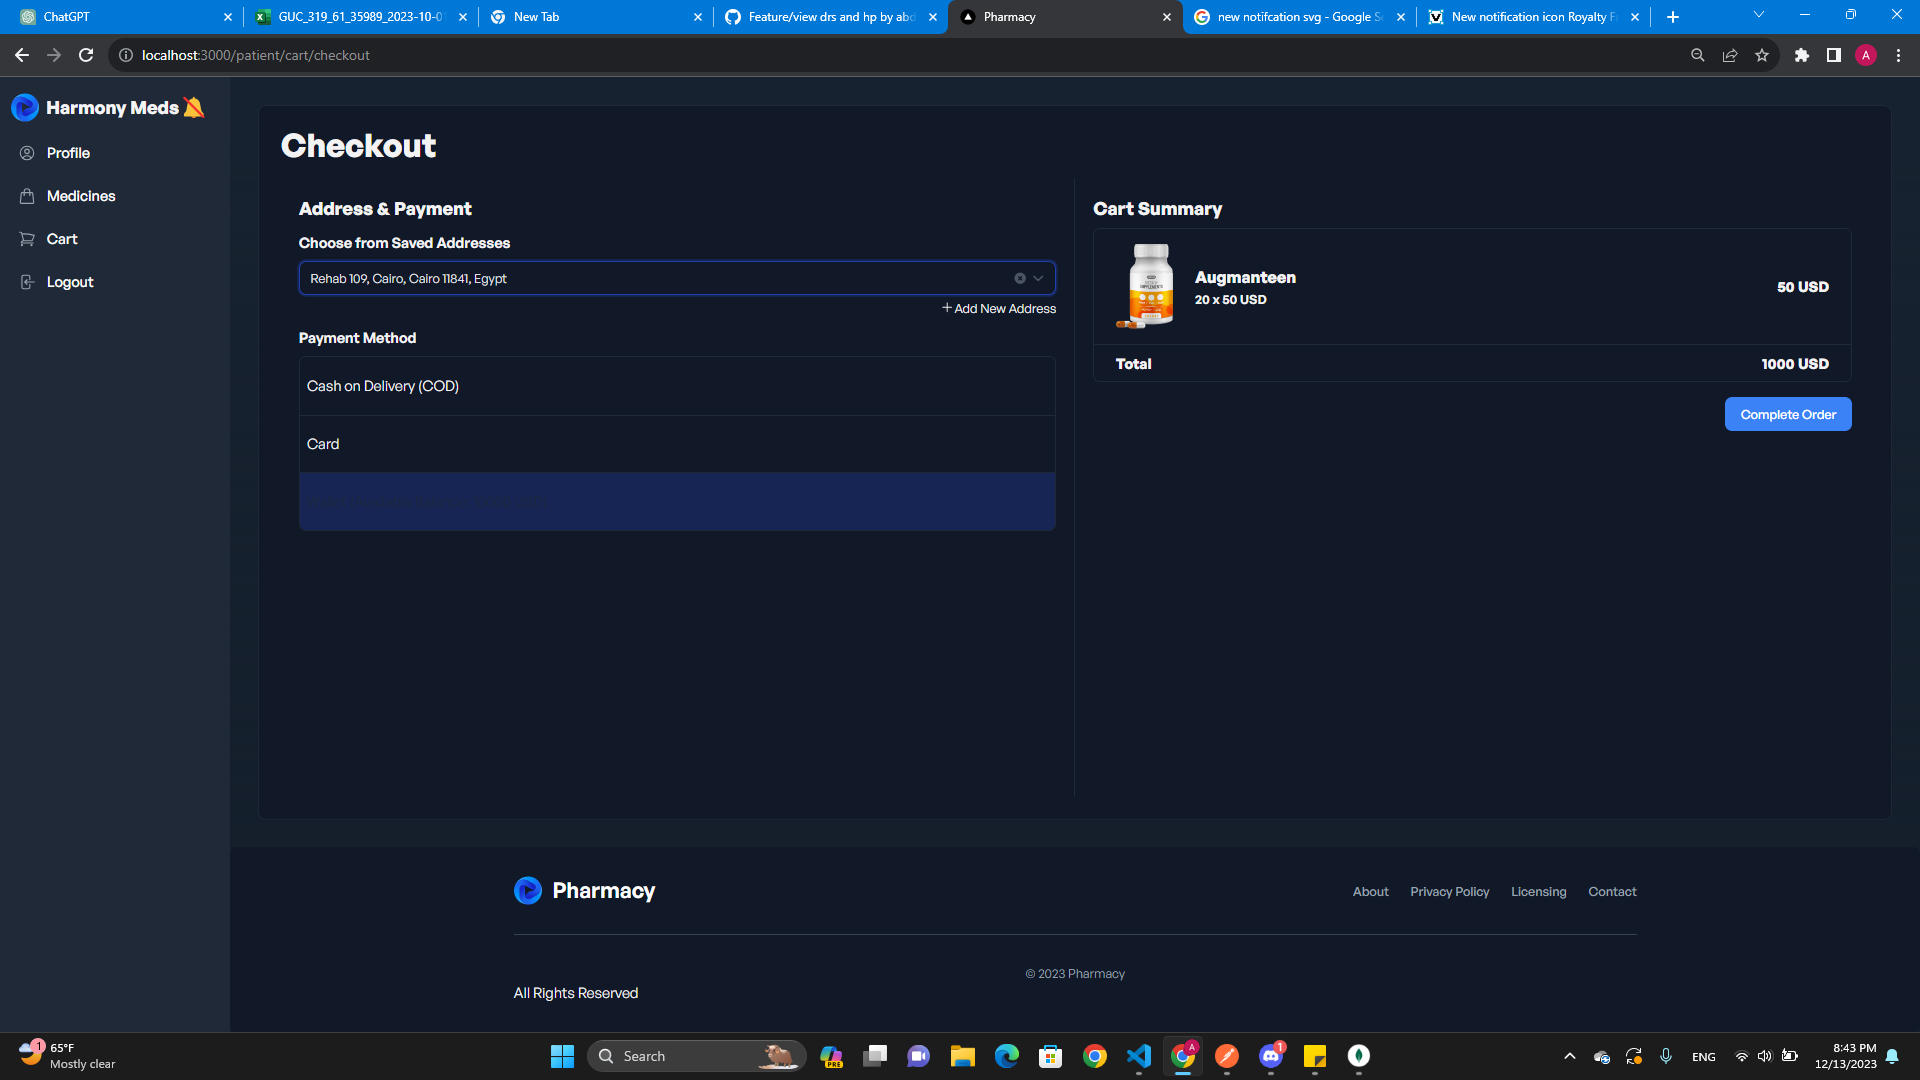 ChatGPT
GUC_319_61_35989_2023-10-0
New Tab
Feature/view drs and hp by abd
Pharmacy
new notifcation svg - Google Se
New notification icon Royalty F
localhost:3000/patient/cart/checkout
A
Harmony Meds
Profile
Medicines
Cart
Logout
Checkout
Address & Payment
Choose from Saved Addresses
Rehab 109, Cairo, Cairo 11841, Egypt
+ Add New Address
Payment Method
Cash on Delivery (COD)
Card
Cart Summary
Augmanteen
20 x 50 USD
50 USD
Total
1000 USD
Complete Order
Pharmacy
About
Privacy Policy
Licensing
Contact
© 2023 Pharmacy
All Rights Reserved
1
65°F
Mostly clear
Search
PRE
A
1
ENG
8:43 PM
12/13/2023